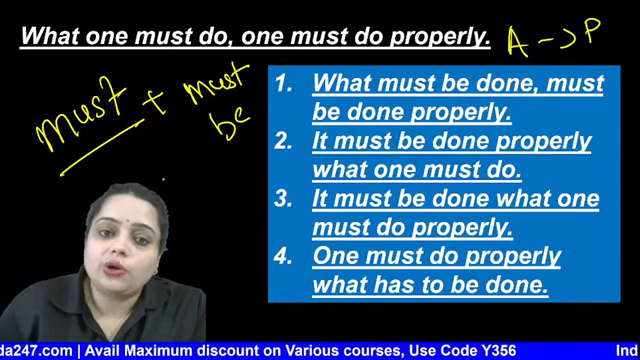 What one must do, one must do properly.
A -> P
must + must
be
1. What must be done, must
be done properly.
2. It must be done properly
what one must do.
3. It must be done what one
must do properly.
4. One must do properly
what has to be done.
da247.com | Avail Maximum discount on Various courses, Use Code Y356
Ind